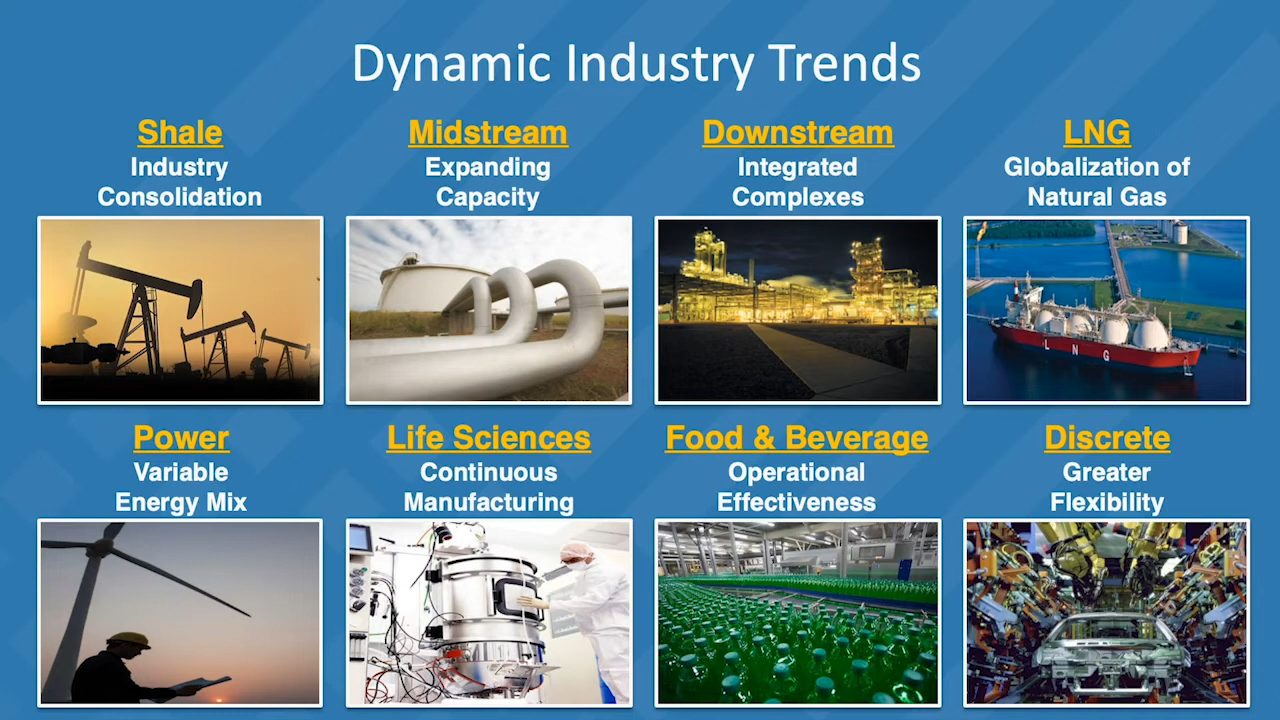 Dynamic Industry Trends
Shale
Industry
Consolidation
Midstream
Expanding
Capacity
Downstream
Integrated
Complexes
LNG
Globalization of
Natural Gas
L N G
Power
Variable
Energy Mix
Life Sciences
Continuous
Manufacturing
Food & Beverage
Operational
Effectiveness
Discrete
Greater
Flexibility